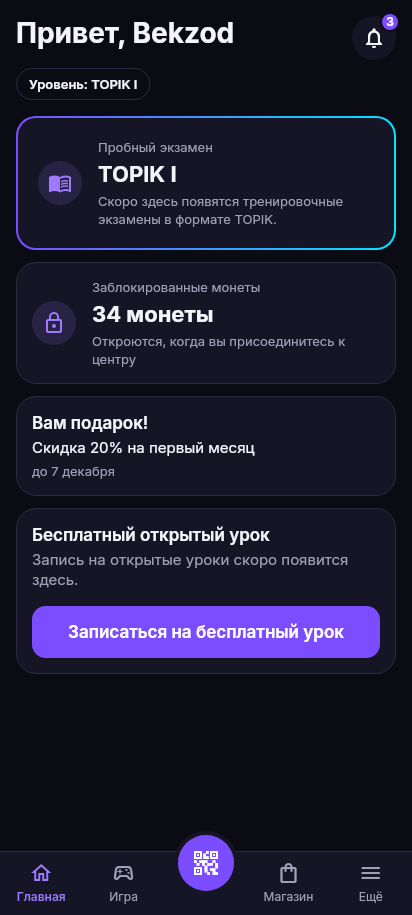 Привет, Bekzod
3
Уровень: TOPIK I
Пробный экзамен
TOPIK I
Скоро здесь появятся тренировочные
экзамены в формате TOPIK.
Заблокированные монеты
34 монеты
Откроются, когда вы присоединитесь к
центру
Вам подарок!
Скидка 20% на первый месяц
до 7 декабря
Бесплатный открытый урок
Запись на открытые уроки скоро появится
здесь.
Записаться на бесплатный урок
Главная
Игра
Магазин
Ещё